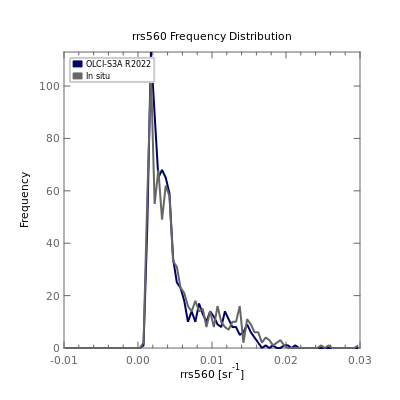 rrs560 Frequency Distribution
OLCI-S3A R2022
In situ
Frequency
100
80
60
40
20
0
-0.01 0.00 0.01 0.02 0.03
rrs560 [sr-1]